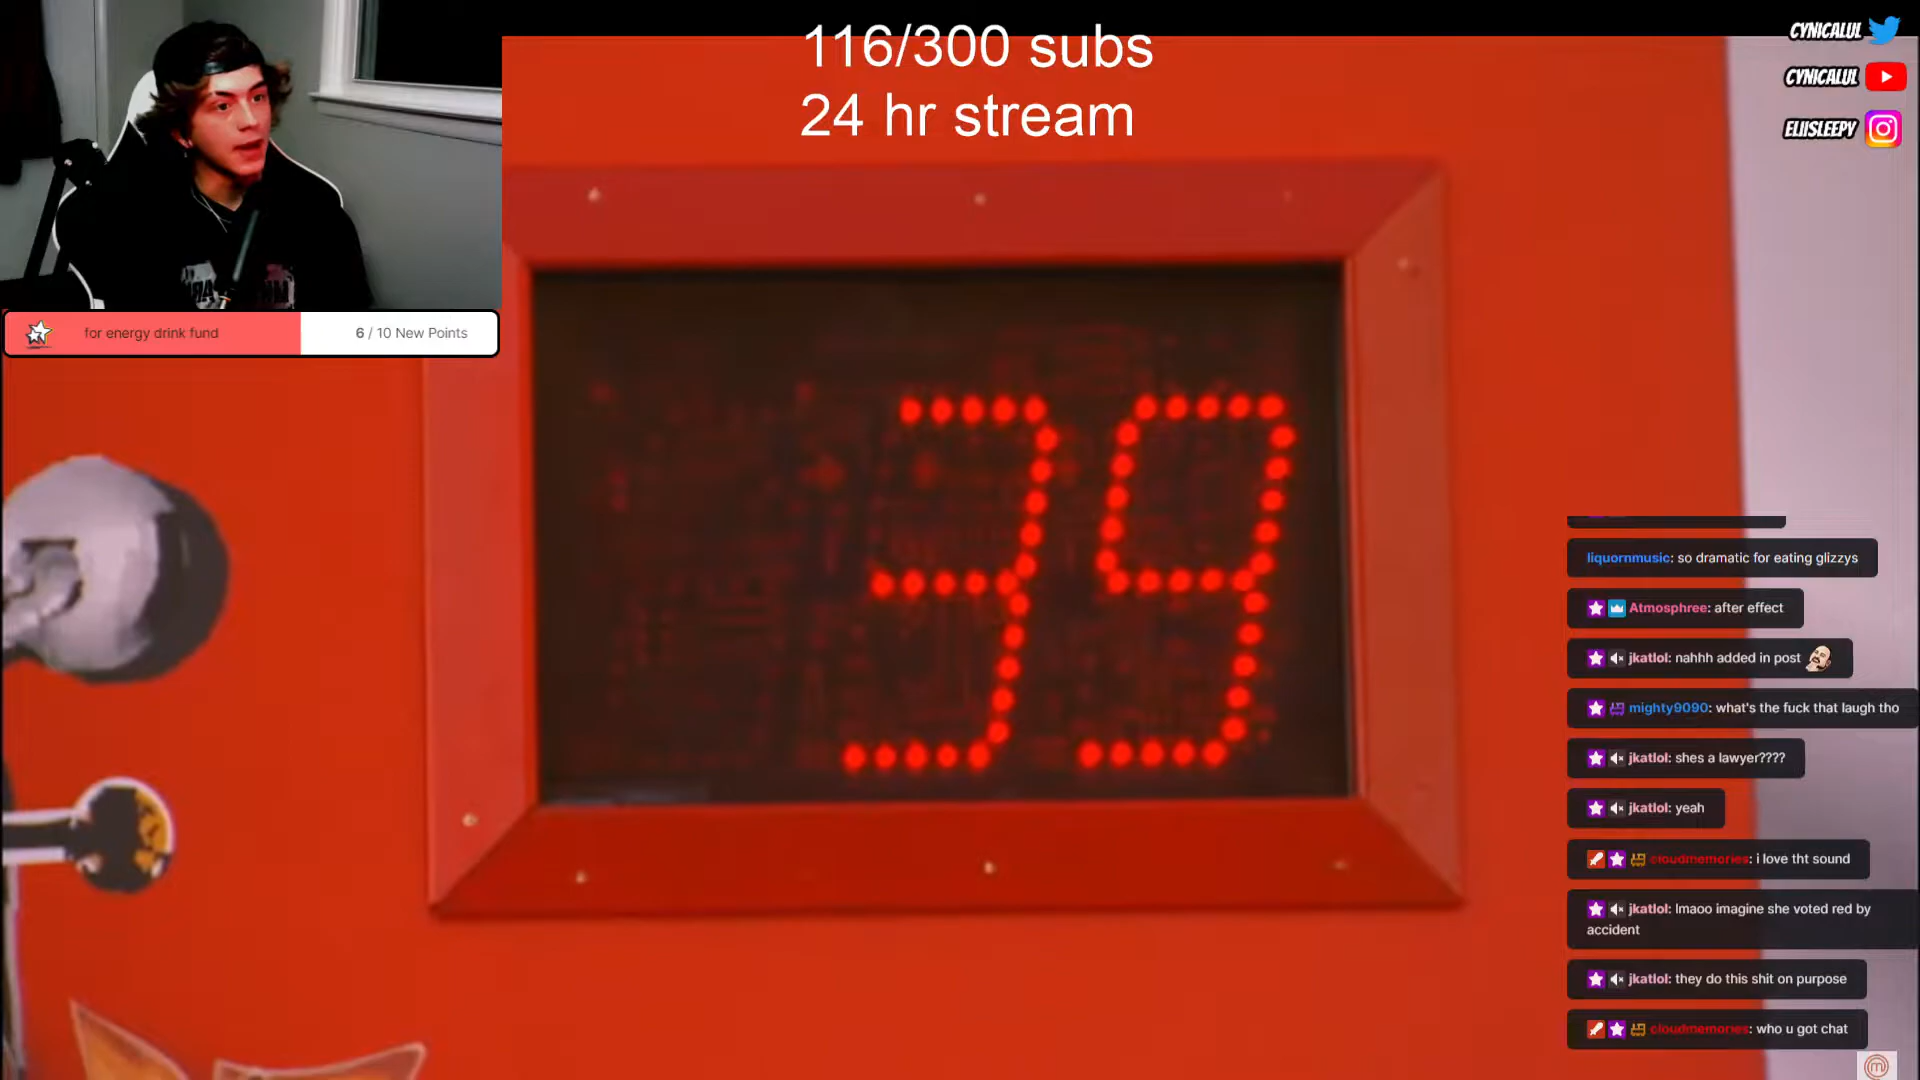 116/300 subs
24 hr stream
CYNICALUL
CYNICALUL
ELIISLEEPY
for energy drink fund
6 / 10 New Points
39
liquornmusic: so dramatic for eating glizzys
Atmosphree: after effect
jkatlol: nahhh added in post
mighty9090: what's the fuck that laugh tho
jkatlol: shes a lawyer????
jkatlol: yeah
cloudmemories: i love tht sound
jkatlol: lmaoo imagine she voted red by
accident
jkatlol: they do this shit on purpose
cloudmemories: who u got chat